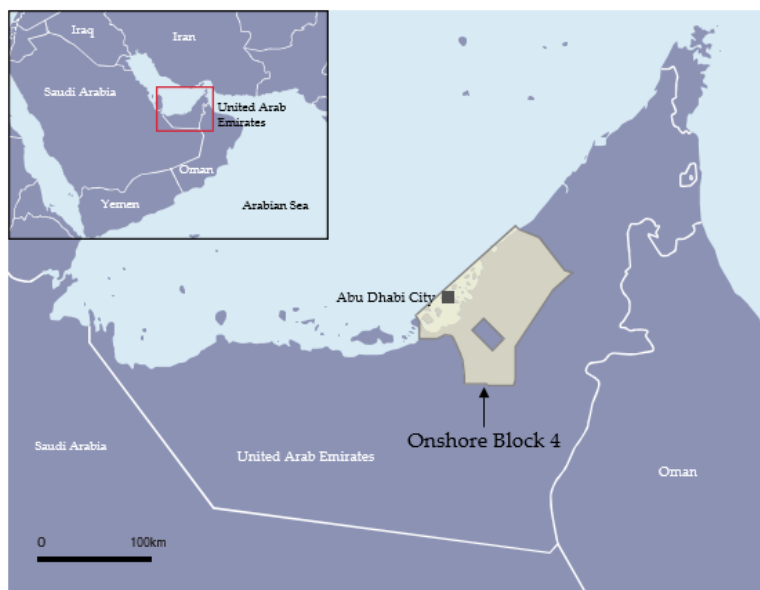 Iraq
Iran
Saudi Arabia
United Arab
Emirates
Oman
Yemen
Arabian Sea
Abu Dhabi City
Onshore Block 4
Saudi Arabia
United Arab Emirates
Oman
0
100km